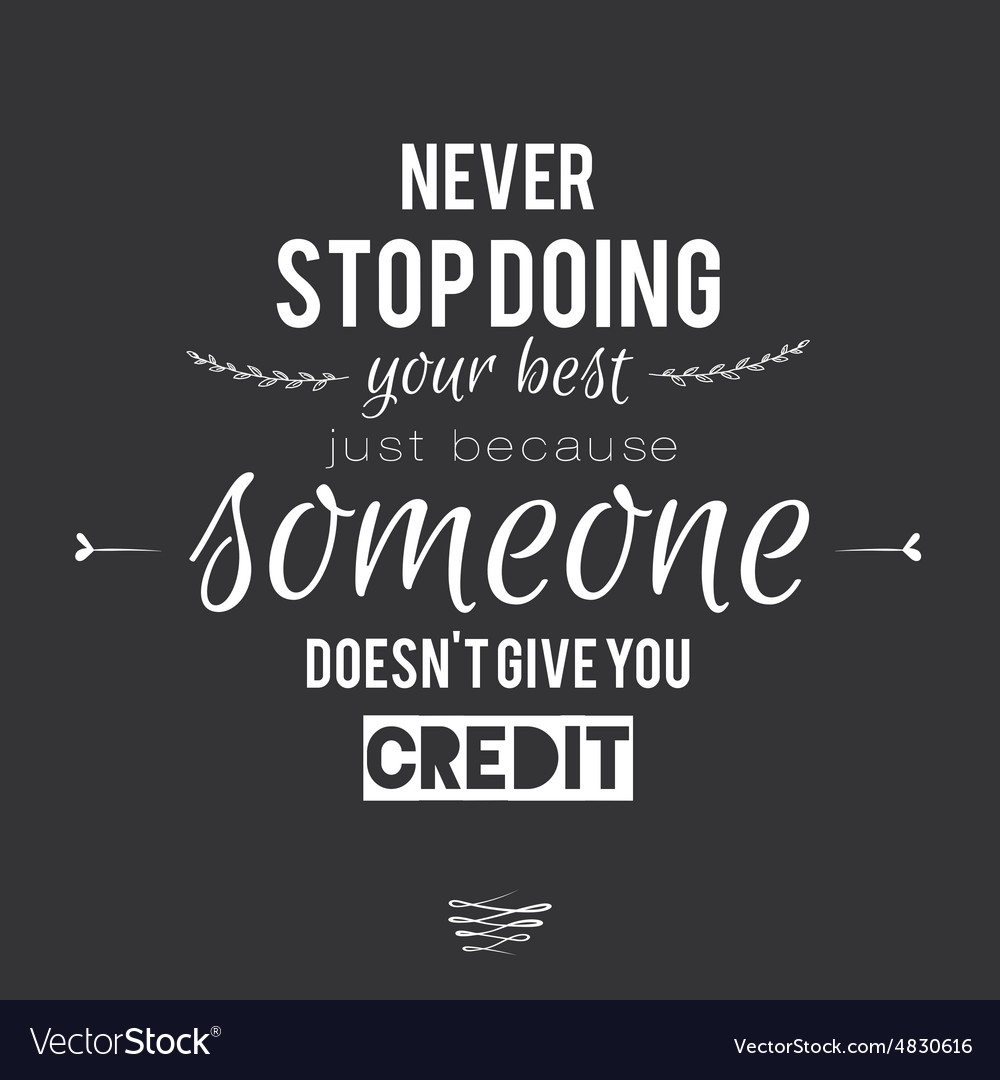 NEVER
STOP DOING
your best
just because
someone
DOESN'T GIVE YOU
CREDIT
VectorStock®
VectorStock.com/4830616